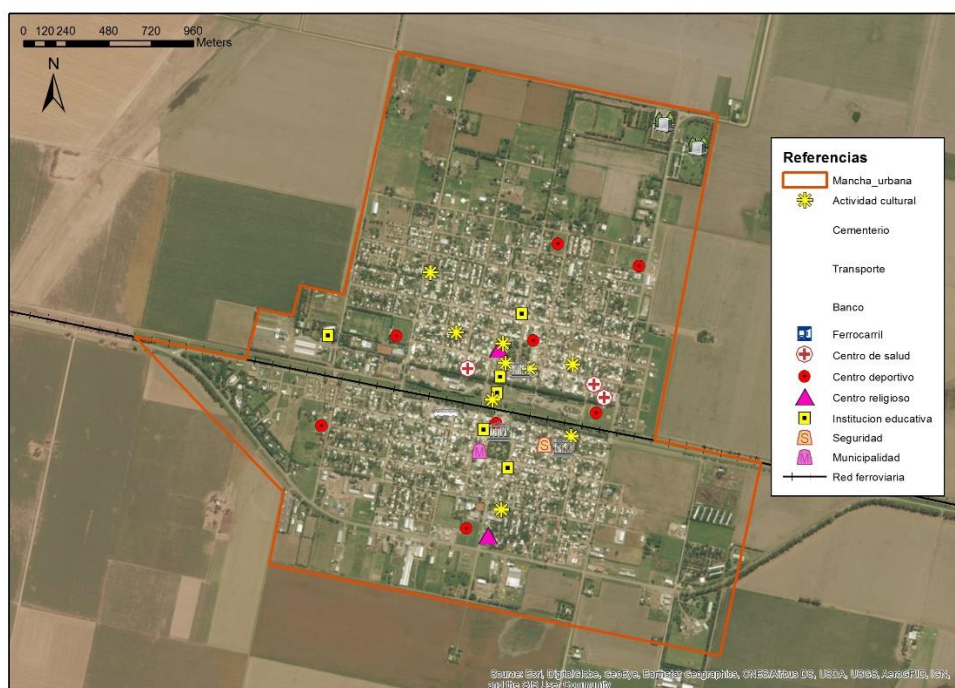 0 120 240 480 720 960
Meters
N
Referencias
Mancha_urbana
Actividad cultural
Cementerio
Transporte
Banco
Ferrocarril
Centro de salud
Centro deportivo
Centro religioso
Institucion educativa
S Seguridad
M Municipalidad
Red ferroviaria
S
M
Source: Esri, DigitalGlobe, GeoEye, Earthstar Geographics, CNES/Airbus DS, USDA, USGS, AeroGRID, IGN,
and the GIS User Community